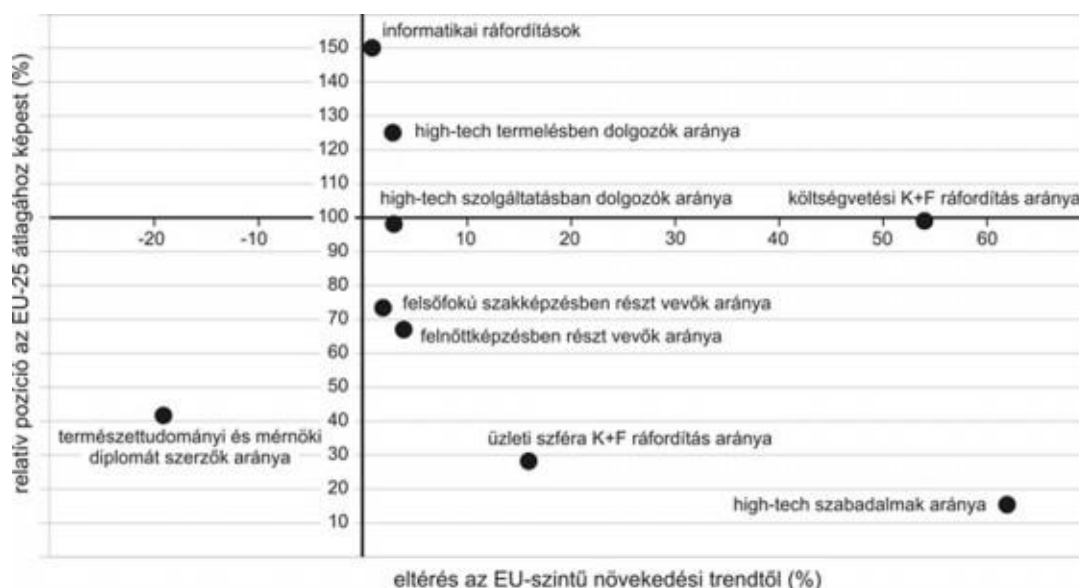 informatikai ráfordítások
150
140
130
high-tech termelésben dolgozók aránya
120
110
high-tech szolgáltatásban dolgozók aránya
költségvetési K+F ráfordítás aránya
100
-20 -10 10 20 30 40 50 60
90
80
felsőfokú szakképzésben részt vevők aránya
70
felnőttképzésben részt vevők aránya
60
50
40
természettudományi és mérnöki
diplomát szerzők aránya
üzleti szféra K+F ráfordítás aránya
30
20
high-tech szabadalmak aránya
10
relatív pozíció az EU-25 átlagához képest (%)
eltérés az EU-szintű növekedési trendtől (%)